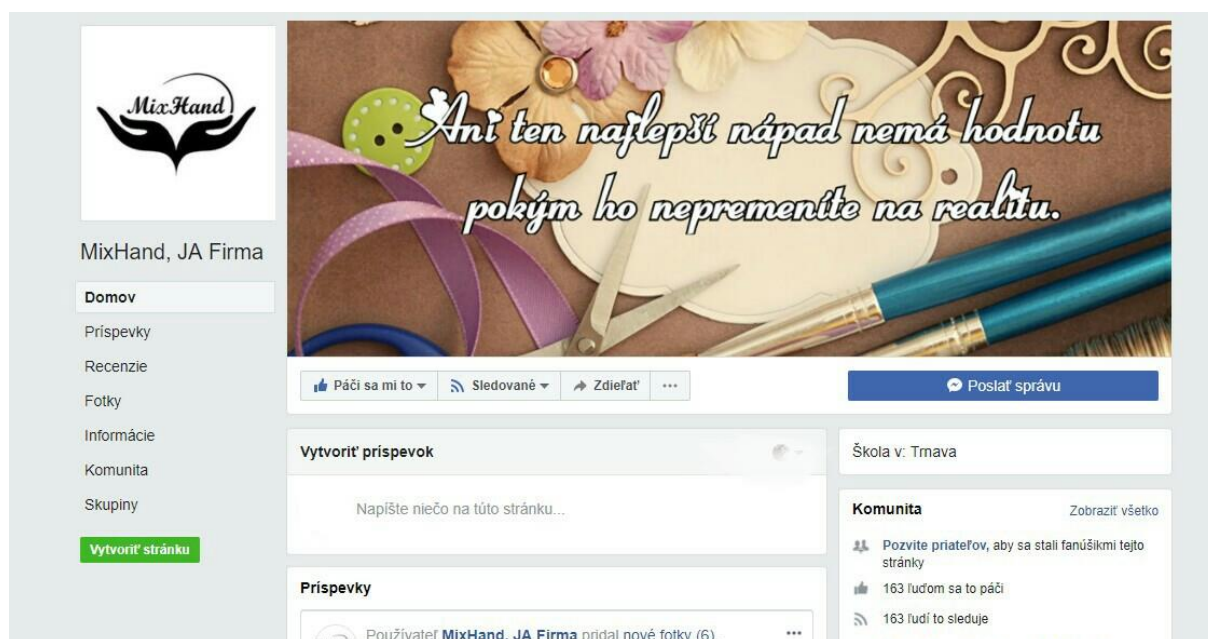 MixHand
Ani ten najlepší nápad nemá hodnotu
pokým ho nepremeníte na realitu.
MixHand, JA Firma
Domov
Príspevky
Recenzie
Fotky
Informácie
Komunita
Skupiny
Vytvoriť stránku
Páči sa mi to
Sledované
Zdieľať
Poslať správu
Vytvoriť príspevok
Napíšte niečo na túto stránku...
Príspevky
Používateľ MixHand, JA Firma pridal nové fotky (6)
Škola v: Trnava
Komunita
Zobraziť všetko
Pozvite priateľov, aby sa stali fanúšikmi tejto
stránky
163 ľuďom sa to páči
163 ľudí to sleduje